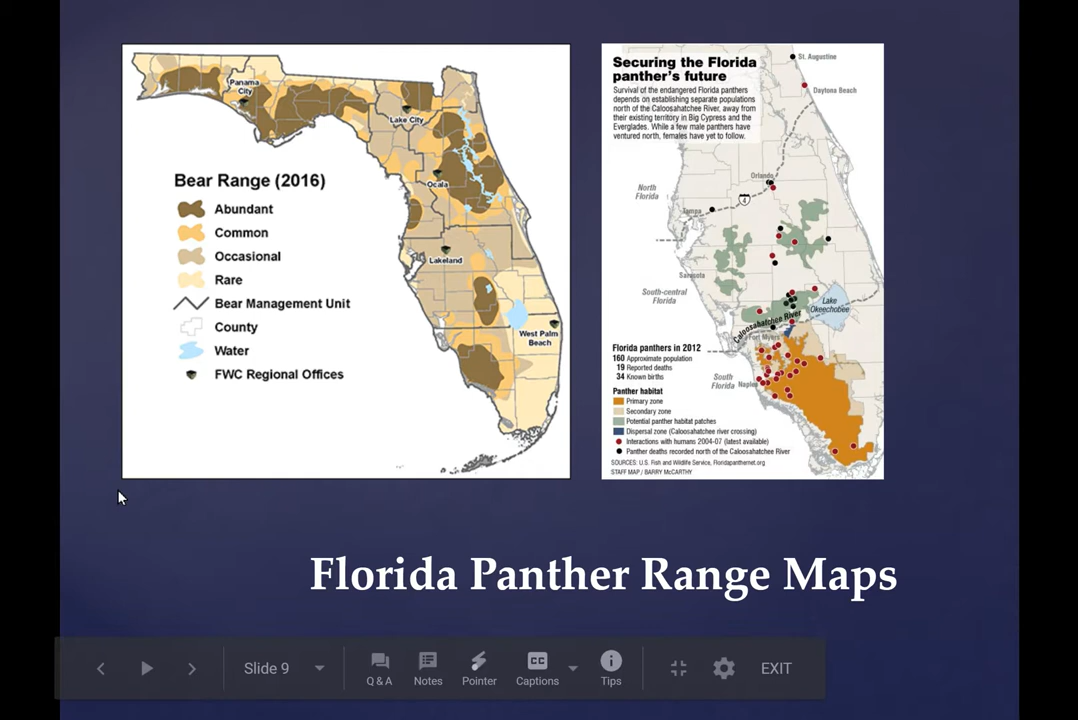 Panama
City
Lake City
Ocala
Lakeland
West Palm
Beach
Bear Range (2016)
Abundant
Common
Occasional
Rare
Bear Management Unit
County
Water
FWC Regional Offices
Securing the Florida
panther's future
Survival of the endangered Florida panthers
depends on establishing separate populations
north of the Caloosahatchee River, away from
their existing territory in Big Cypress and the
Everglades. While a few male panthers have
ventured north, females have yet to follow.
St. Augustine
Daytona Beach
Orlando
4
North
Florida
Tampa
Sarasota
South-central
Florida
Lake
Okeechobee
Caloosahatchee River
Fort Myers
South
Florida
Naples
Florida panthers in 2012
160 Approximate population
19 Reported deaths
34 Known births
Panther habitat
Primary zone
Secondary zone
Potential panther habitat patches
Dispersal zone (Caloosahatchee river crossing)
Interactions with humans 2004-07 (latest available)
Panther deaths recorded north of the Caloosahatchee River
SOURCES: U.S. Fish and Wildlife Service, Floridapanthernet.org
STAFF MAP / BARRY McCARTHY
Florida Panther Range Maps
Slide 9
Q & A
Notes
Pointer
CC
Captions
Tips
EXIT